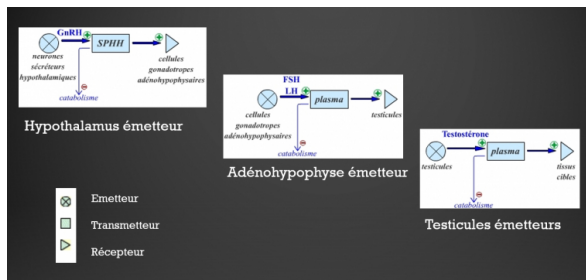 GnRH
SPHH
neurones
sécréteurs
hypothalamiques
cellules
gonadotropes
adénohypophysaires
catabolisme
Hypothalamus émetteur
FSH
LH
plasma
cellules
gonadotropes
adénohypophysaires
testicules
catabolisme
Adénohypophyse émetteur
Testostérone
plasma
testicules
tissus
cibles
catabolisme
Testicules émetteurs
Emetteur
Transmetteur
Récepteur